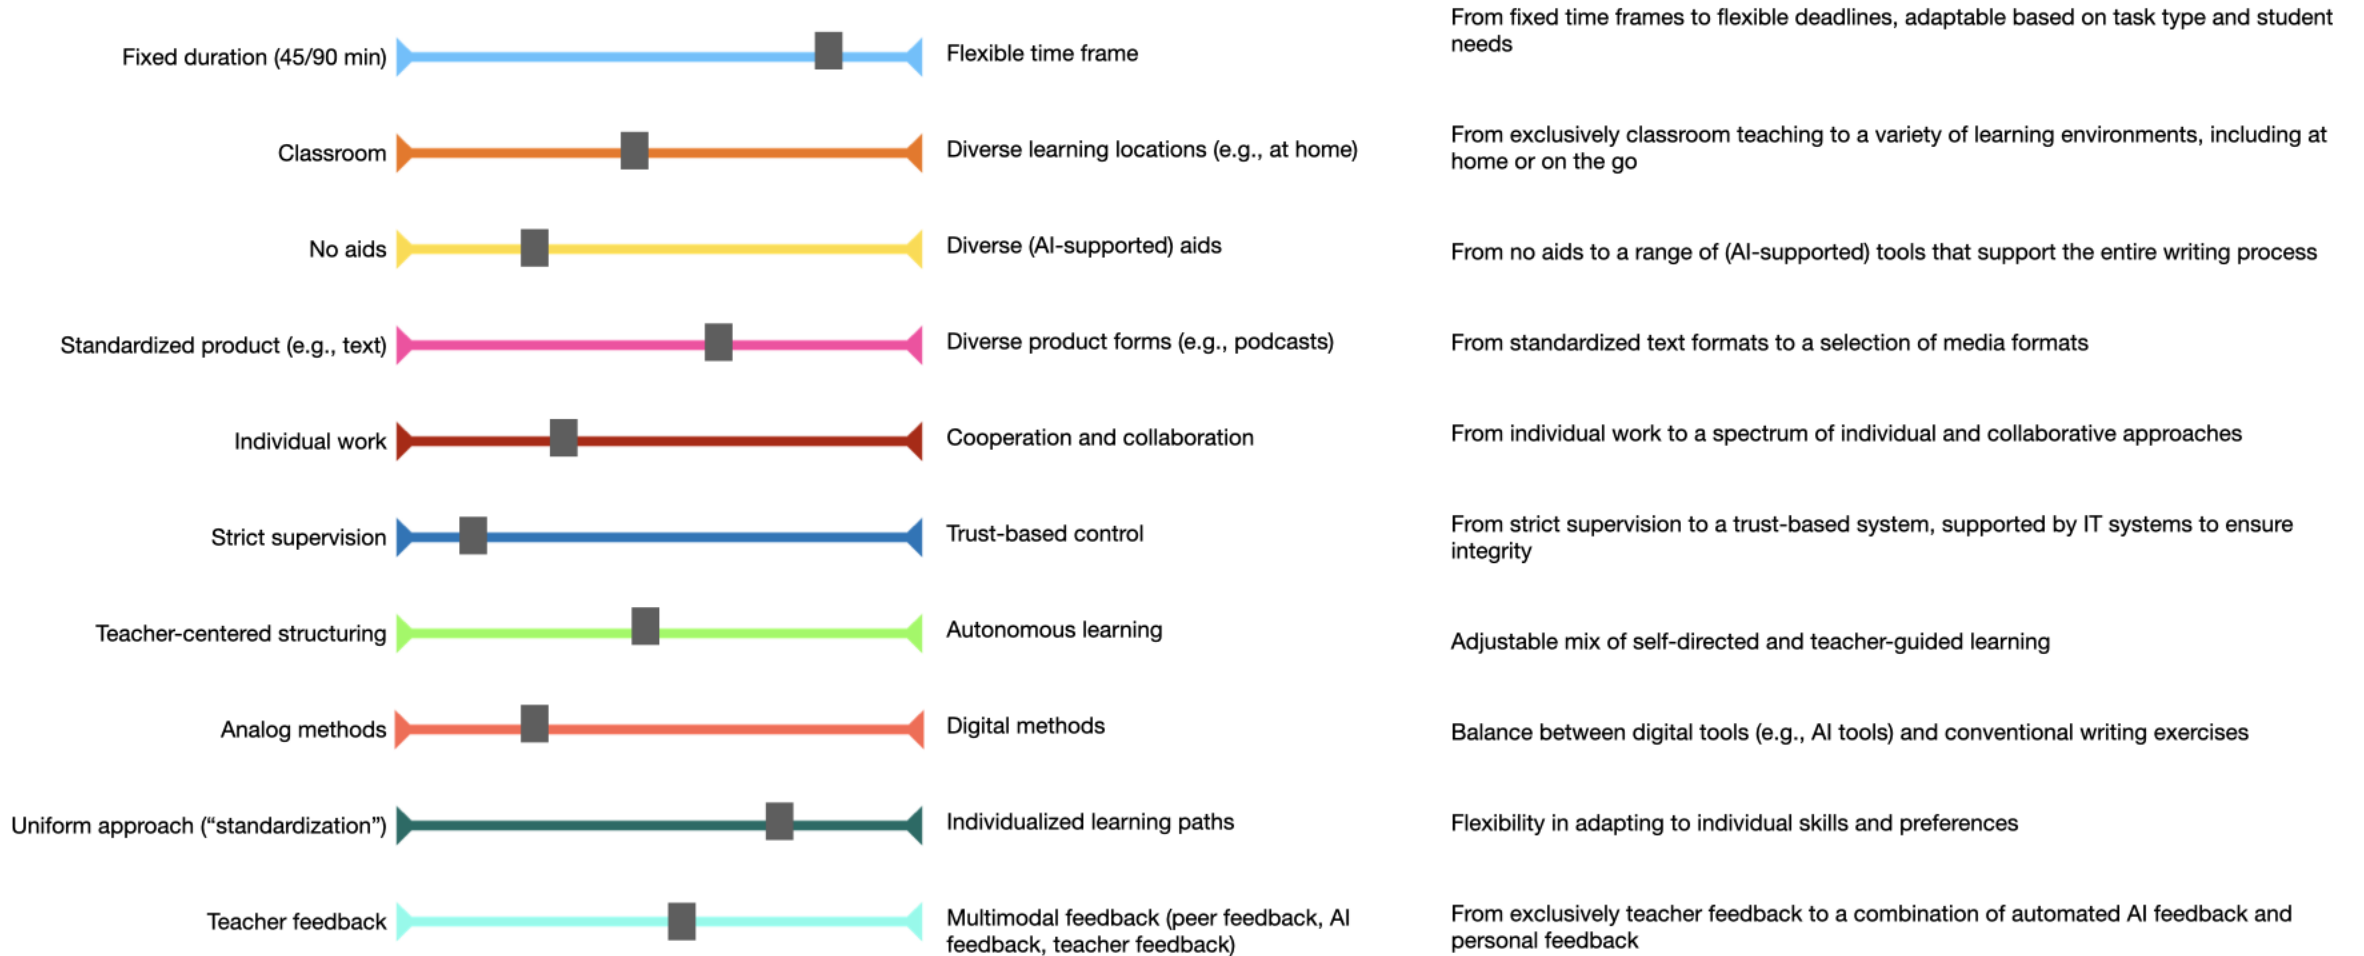 Fixed duration (45/90 min)
Flexible time frame
From fixed time frames to flexible deadlines, adaptable based on task type and student
needs
Classroom
Diverse learning locations (e.g., at home)
From exclusively classroom teaching to a variety of learning environments, including at
home or on the go
No aids
Diverse (AI-supported) aids
From no aids to a range of (AI-supported) tools that support the entire writing process
Standardized product (e.g., text)
Diverse product forms (e.g., podcasts)
From standardized text formats to a selection of media formats
Individual work
Cooperation and collaboration
From individual work to a spectrum of individual and collaborative approaches
Strict supervision
Trust-based control
From strict supervision to a trust-based system, supported by IT systems to ensure
integrity
Teacher-centered structuring
Autonomous learning
Adjustable mix of self-directed and teacher-guided learning
Analog methods
Digital methods
Balance between digital tools (e.g., AI tools) and conventional writing exercises
Uniform approach (“standardization”)
Individualized learning paths
Flexibility in adapting to individual skills and preferences
Teacher feedback
Multimodal feedback (peer feedback, AI
feedback, teacher feedback)
From exclusively teacher feedback to a combination of automated AI feedback and
personal feedback